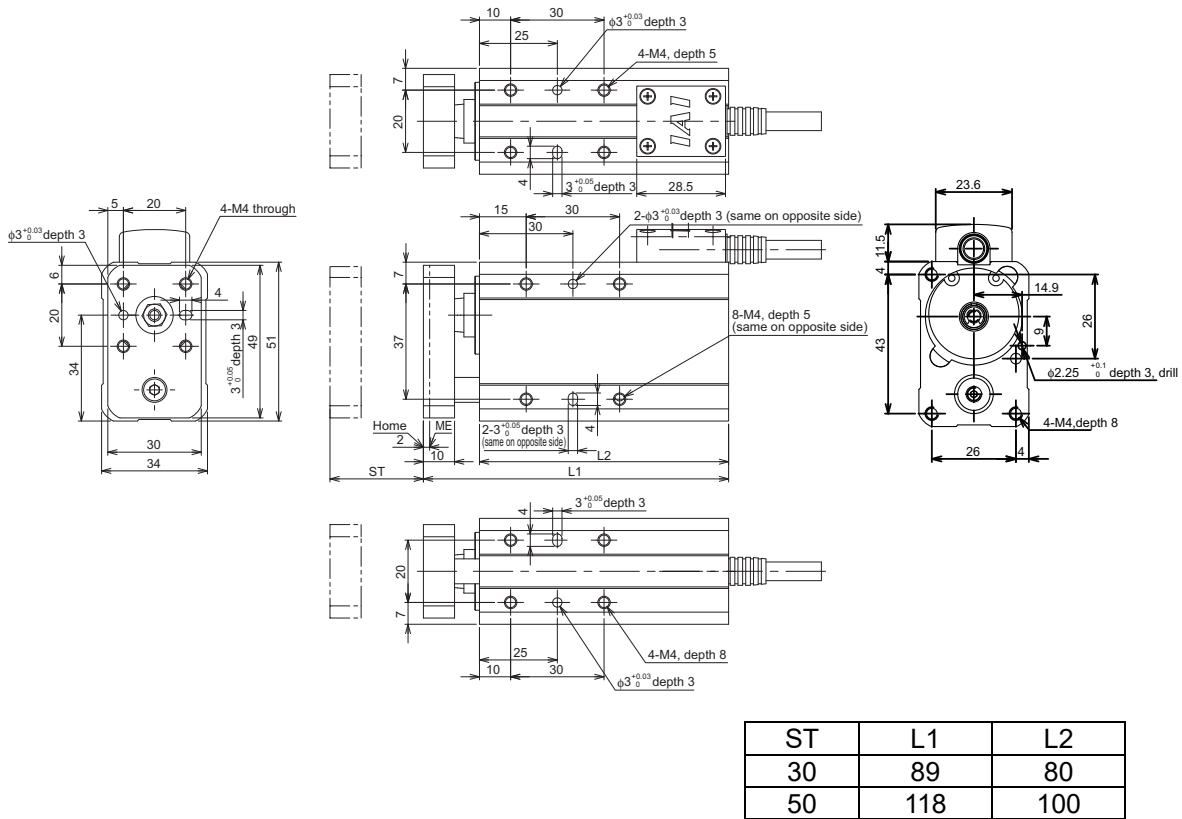 10 30
25
φ3 +0.03 0 depth 3
4-M4, depth 5
7
20
IAI
4
3 +0.05 0 depth 3
28.5
5 20
4-M4 through
φ3 +0.03 0 depth 3
6
20
34
4
3 +0.05 0 depth 3
49
51
30
34
15 30
30
2-φ3 +0.03 0 depth 3 (same on opposite side)
7
37
8-M4, depth 5
(same on opposite side)
Home ME
2
10
2-3 +0.05 0 depth 3
(same on opposite side)
4
L2
ST L1
23.6
11.5
4
14.9
43
9
26
φ2.25 +0.1 0 depth 3, drill
4-M4,depth 8
26 4
3 +0.05 0 depth 3
4
20
7
25
10 30
4-M4, depth 8
φ3 +0.03 0 depth 3
ST L1 L2
30 89 80
50 118 100